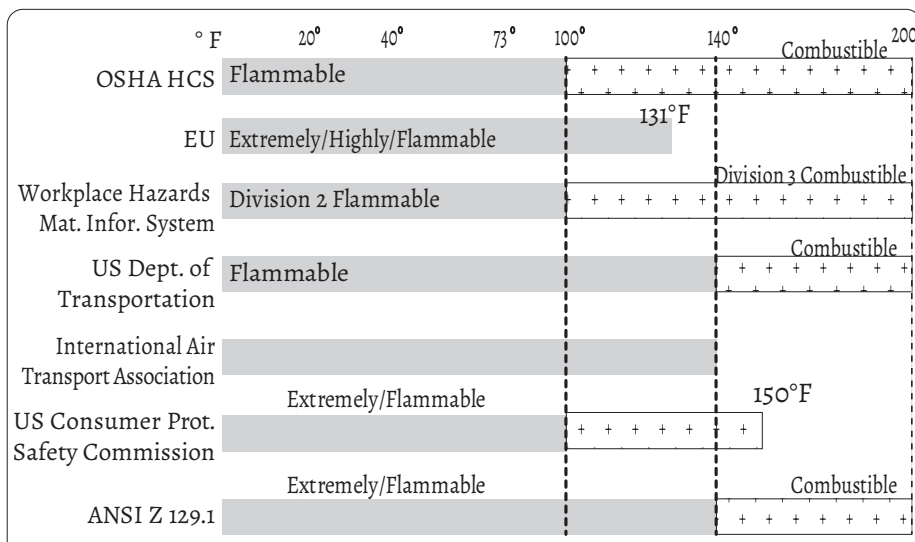 ° F 20° 40° 73° 100° 140° 200
Combustible
OSHA HCS Flammable
131°F
EU Extremely/Highly/Flammable
Division 3 Combustible
Workplace Hazards
Mat. Infor. System
Division 2 Flammable
Combustible
US Dept. of
Transportation
Flammable
International Air
Transport Association
Extremely/Flammable
150°F
US Consumer Prot.
Safety Commission
Extremely/Flammable Combustible
ANSI Z 129.1